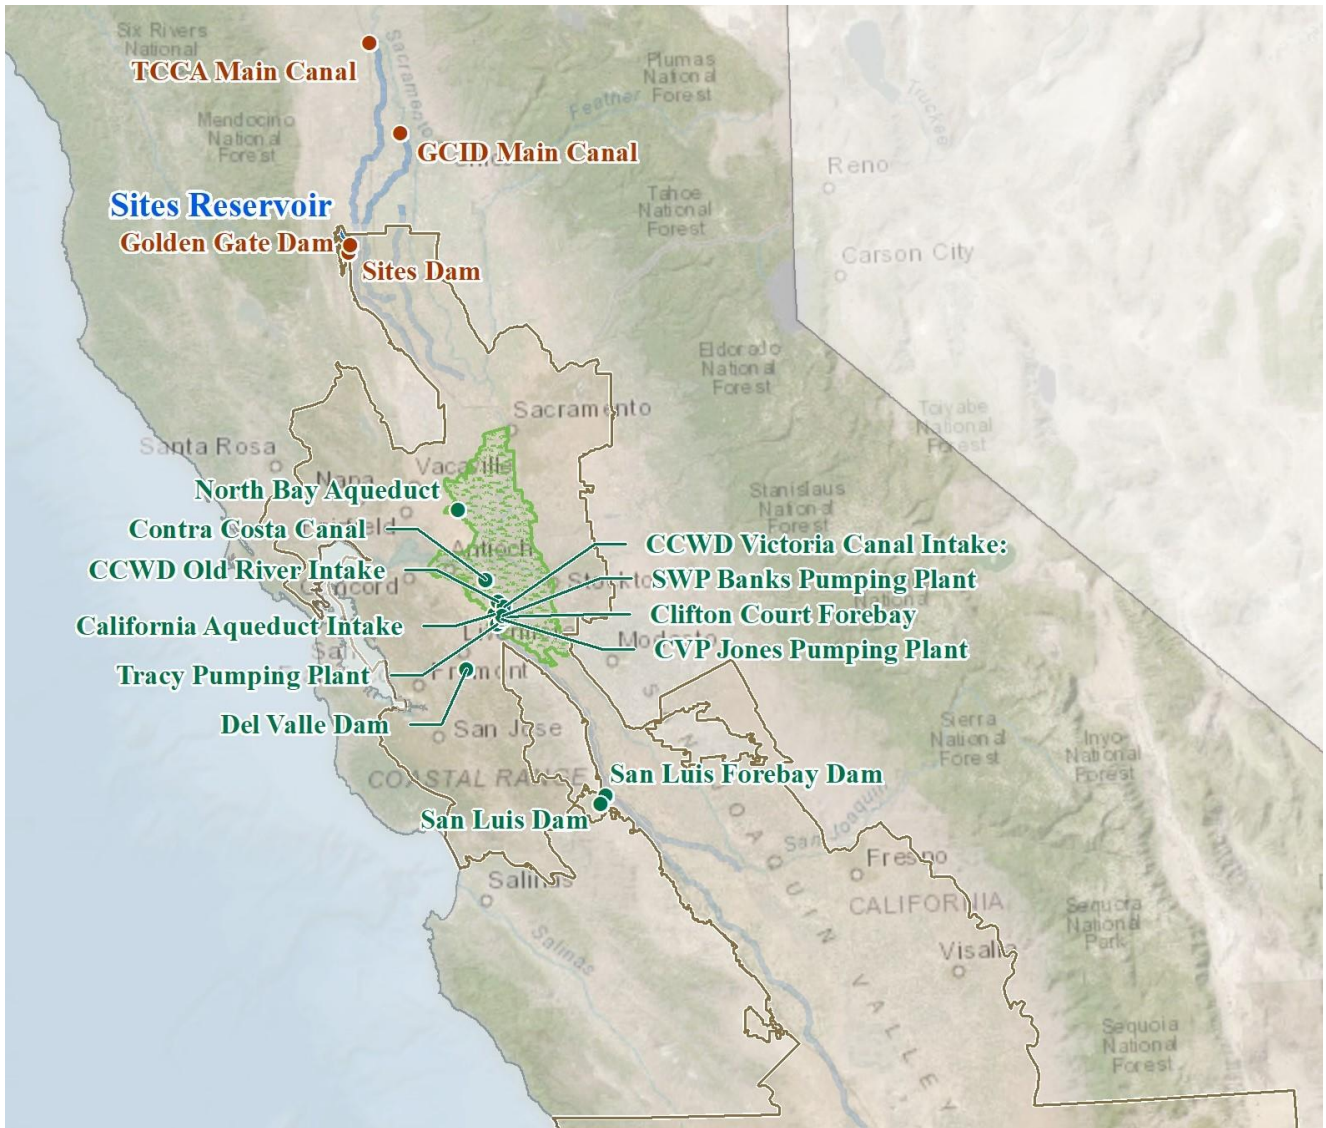 Six Rivers
National
TCCA Main Canal
Sacramento
Plumas
National
Forest
Feather
Truckee
Mendocino
National
Forest
GCID Main Canal
Reno
Sites Reservoir
Tahoe
National
Forest
Golden Gate Dam
Sites Dam
Carson City
Eldorado
National
Forest
Sacramento
Toiyabe
National
Forest
Santa Rosa
Napa
Vacaville
North Bay Aqueduct
Stanislaus
National
Forest
Contra Costa Canal
Antioch
CCWD Victoria Canal Intake:
CCWD Old River Intake
Concord
SWP Banks Pumping Plant
California Aqueduct Intake
Clifton Court Forebay
San
Modesto
CVP Jones Pumping Plant
Tracy Pumping Plant
Fremont
Del Valle Dam
San Jose
Sierra
National
Forest
Inyo
National
Forest
COASTAL RANGE
San Luis Forebay Dam
San Luis Dam
SAN JOAQUIN VALLEY
San Joaquin
Fresno
Salinas
CALIFORNIA
Sequoia
National
Park
Salinas
Visalia
Sequoia
National
Forest